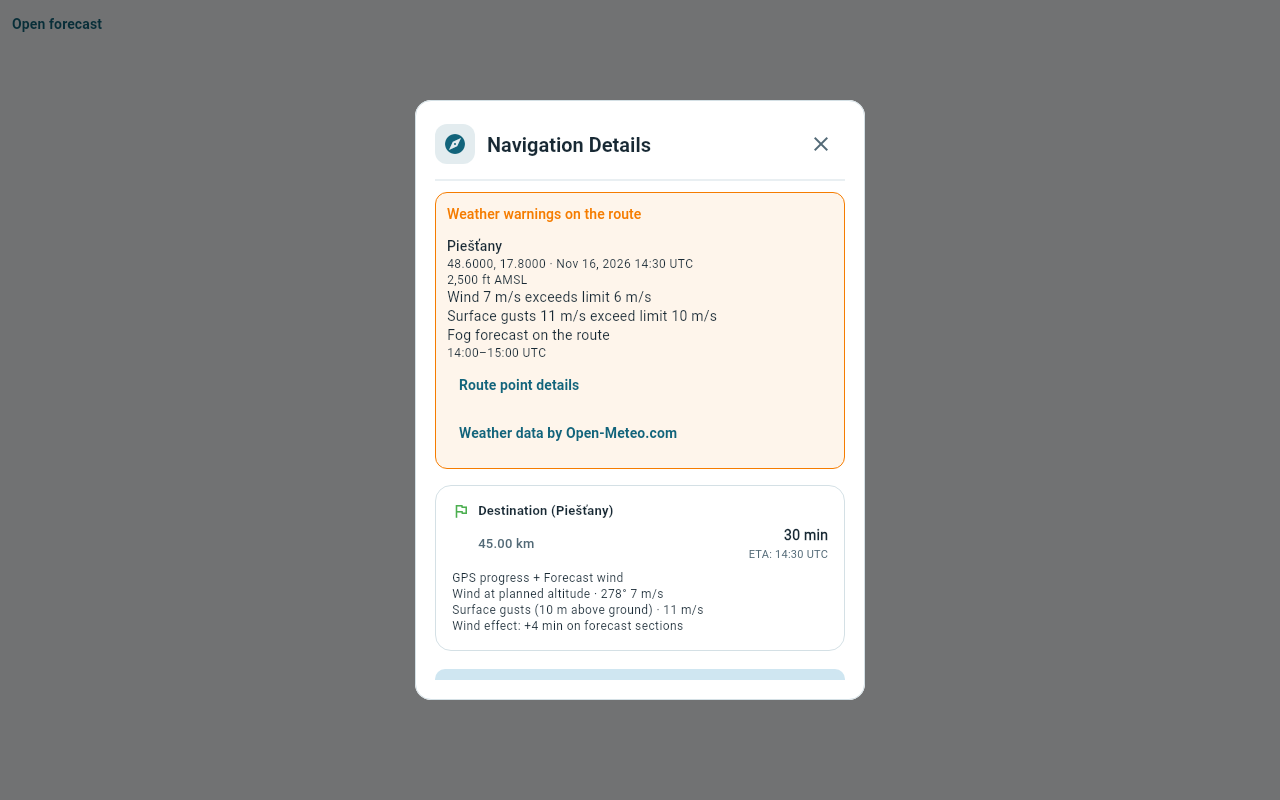 Open forecast
Navigation Details
Weather warnings on the route
Piešťany
48.6000, 17.8000 · Nov 16, 2026 14:30 UTC
2,500 ft AMSL
Wind 7 m/s exceeds limit 6 m/s
Surface gusts 11 m/s exceed limit 10 m/s
Fog forecast on the route
14:00–15:00 UTC
Route point details
Weather data by Open-Meteo.com
Destination (Piešťany)
30 min
45.00 km
ETA: 14:30 UTC
GPS progress + Forecast wind
Wind at planned altitude · 278° 7 m/s
Surface gusts (10 m above ground) · 11 m/s
Wind effect: +4 min on forecast sections